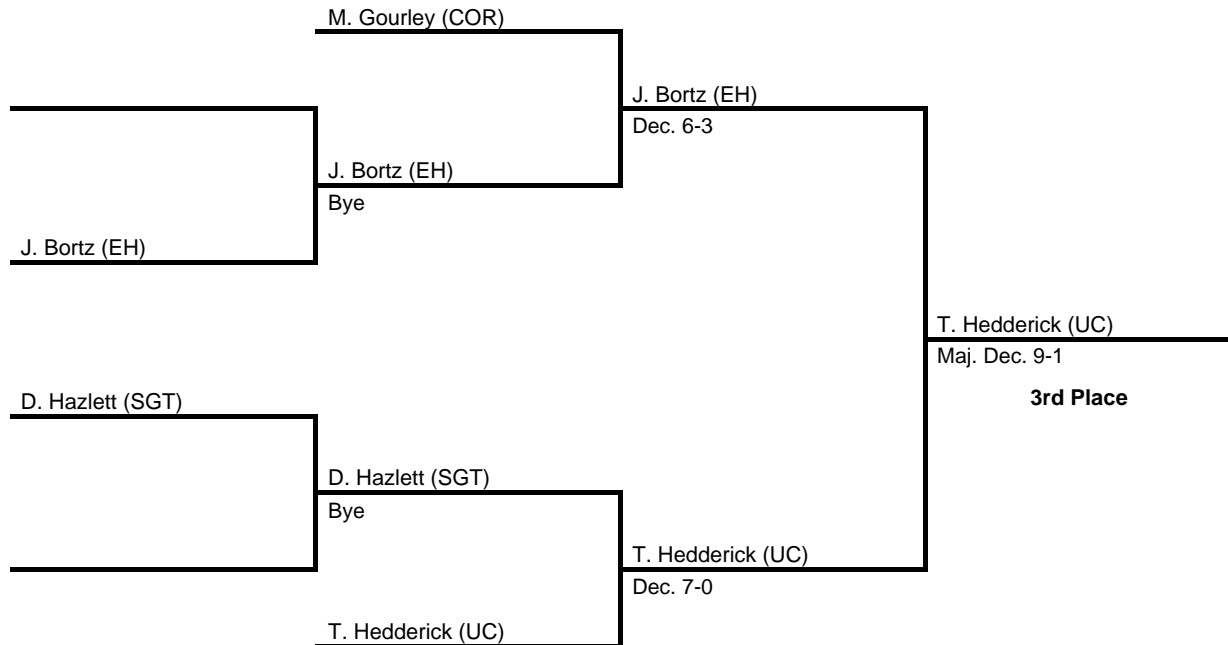 M. Gourley (COR)
J. Bortz (EH)
Dec. 6-3
J. Bortz (EH)
Bye
J. Bortz (EH)
T. Hedderick (UC)
Maj. Dec. 9-1
3rd Place
D. Hazlett (SGT)
D. Hazlett (SGT)
Bye
T. Hedderick (UC)
Dec. 7-0
T. Hedderick (UC)